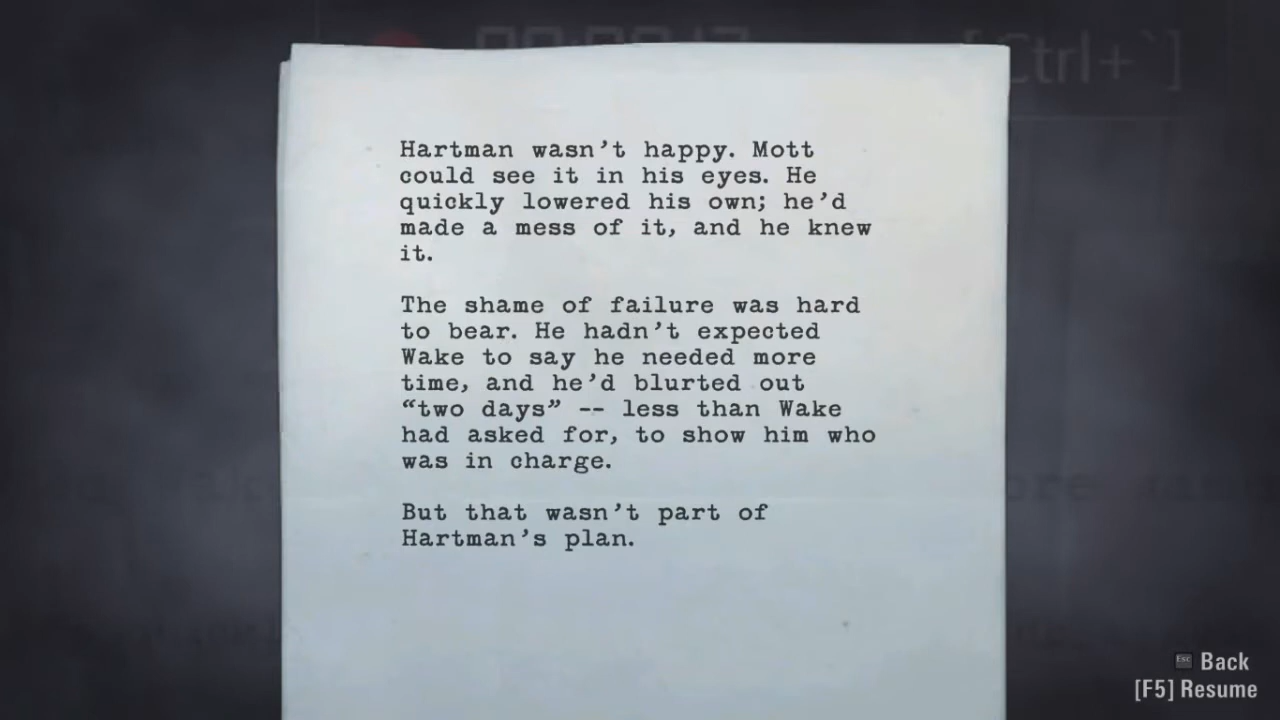 [Ctrl+`]
Hartman wasn't happy. Mott
could see it in his eyes. He
quickly lowered his own; he'd
made a mess of it, and he knew
it.
The shame of failure was hard
to bear. He hadn't expected
Wake to say he needed more
time, and he'd blurted out
“two days” -- less than Wake
had asked for, to show him who
was in charge.
But that wasn't part of
Hartman's plan.
Esc Back
[F5] Resume